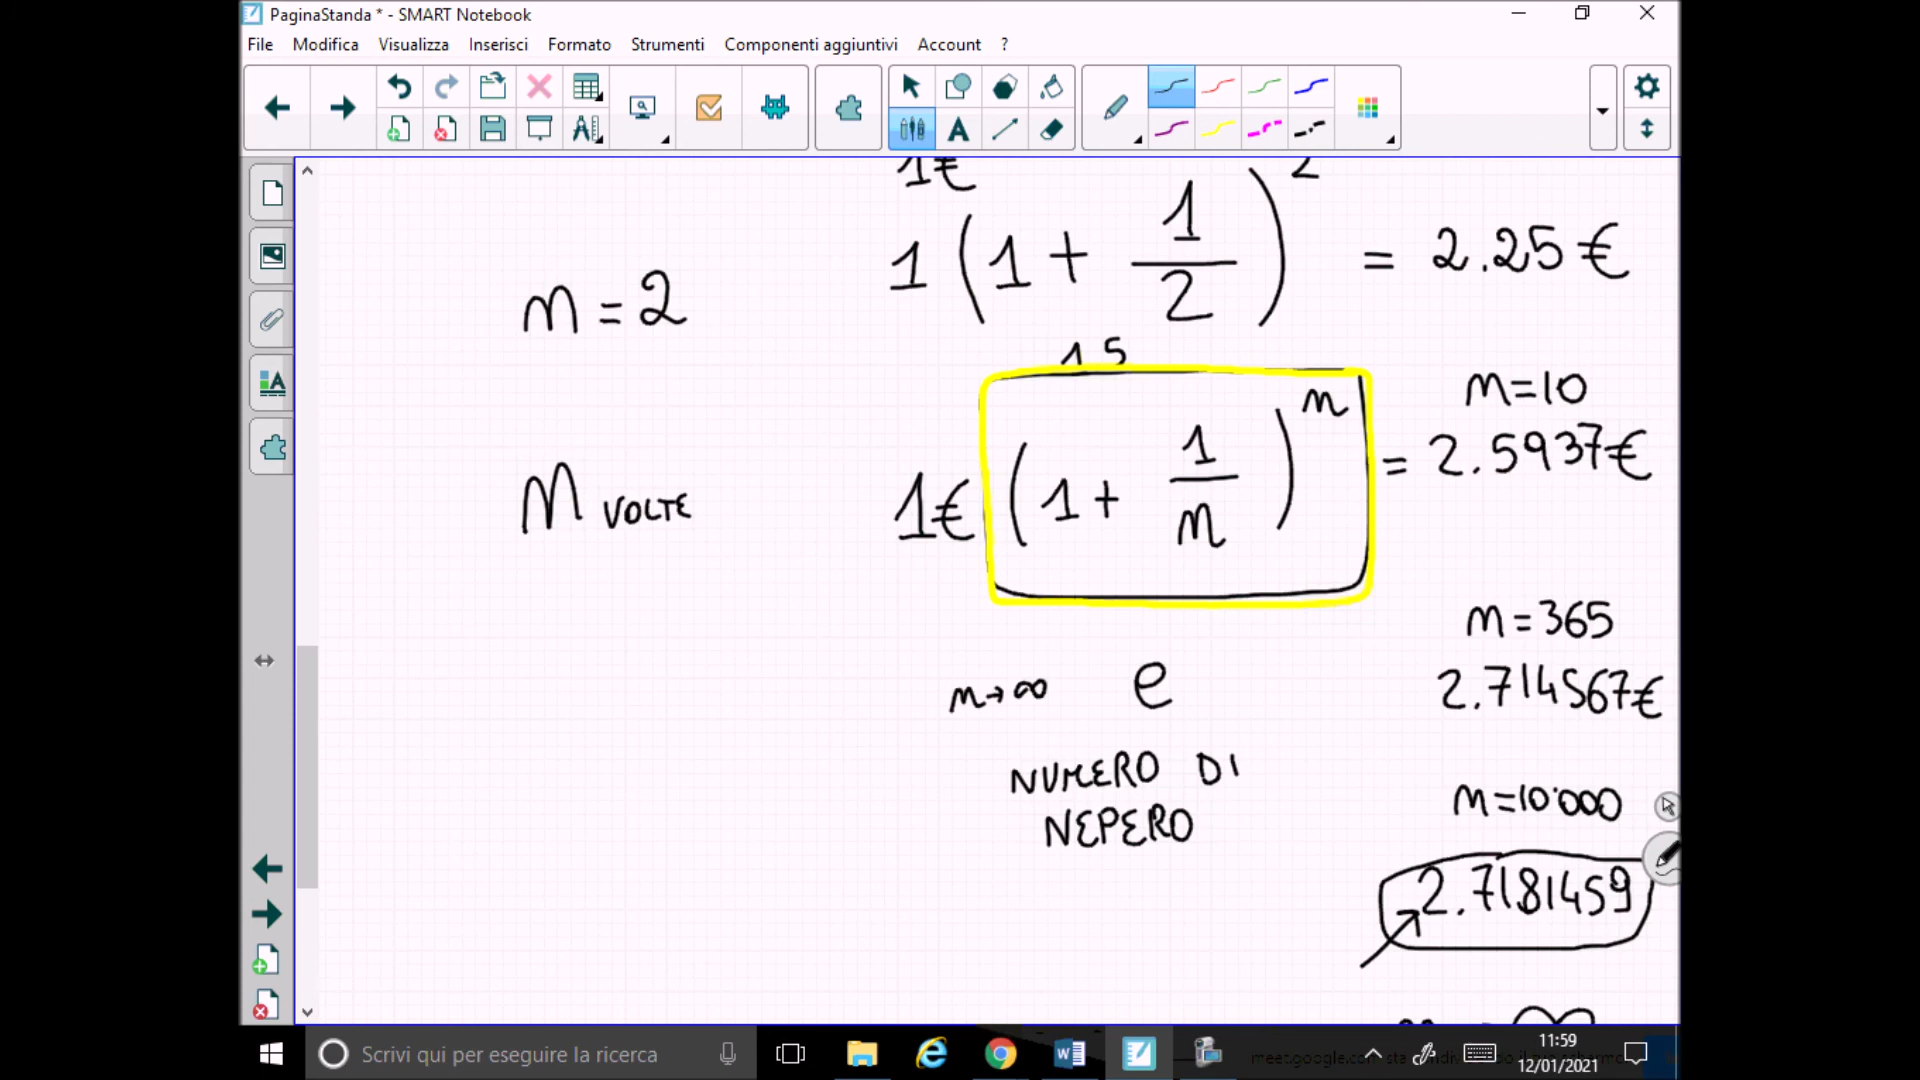 PaginaStanda * - SMART Notebook
File Modifica Visualizza Inserisci Formato Strumenti Componenti aggiuntivi Account ?
1€
2
m = 2
1 (1 + 1/2) = 2.25 €
1.5
m VOLTE
1€ (1 + 1/m)^m =
m = 10
2.5937€
m = 365
2.714567€
m → ∞ e
NUMERO DI
NEPERO
m = 10'000
2.7181459
Scrivi qui per eseguire la ricerca
11:59
12/01/2021